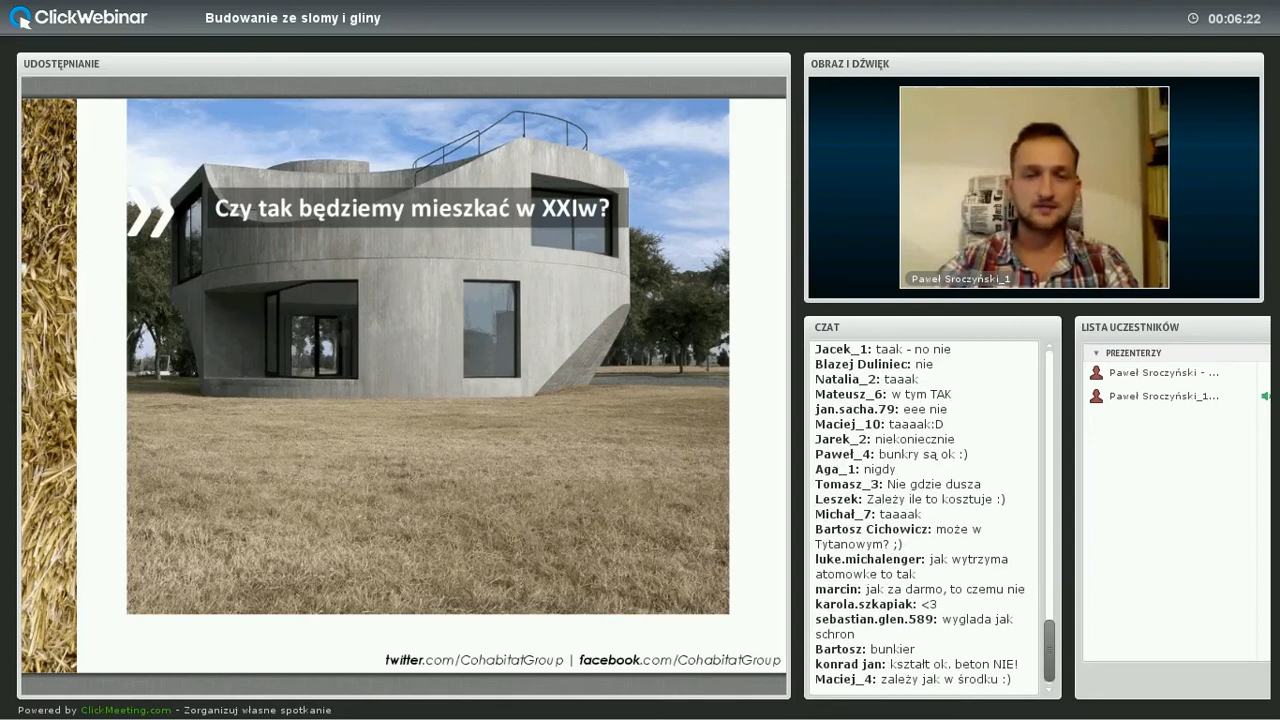 ClickWebinar
Budowanie ze slomy i gliny
00:06:22
UDOSTĘPNIANIE
Czy tak będziemy mieszkać w XXIw?
twitter.com/CohabitatGroup | facebook.com/CohabitatGroup
OBRAZ I DŹWIĘK
Paweł Sroczyński_1
CZAT
Jacek_1: taak - no nie
Blazej Duliniec: nie
Natalia_2: taaak
Mateusz_6: w tym TAK
jan.sacha.79: eee nie
Maciej_10: taaaak:D
Jarek_2: niekoniecznie
Paweł_4: bunkry są ok :)
Aga_1: nigdy
Tomasz_3: Nie gdzie dusza
Leszek: Zależy ile to kosztuje :)
Michał_7: taaaak
Bartosz Cichowicz: może w
Tytanowym? ;)
luke.michalenger: jak wytrzyma
atomowke to tak
marcin: jak za darmo, to czemu nie
karola.szkapiak: <3
sebastian.glen.589: wyglada jak
schron
Bartosz: bunkier
konrad jan: kształt ok. beton NIE!
Maciej_4: zależy jak w środku :)
LISTA UCZESTNIKÓW
PREZENTERZY
Paweł Sroczyński - ...
Paweł Sroczyński_1...
Powered by ClickMeeting.com - Zorganizuj własne spotkanie